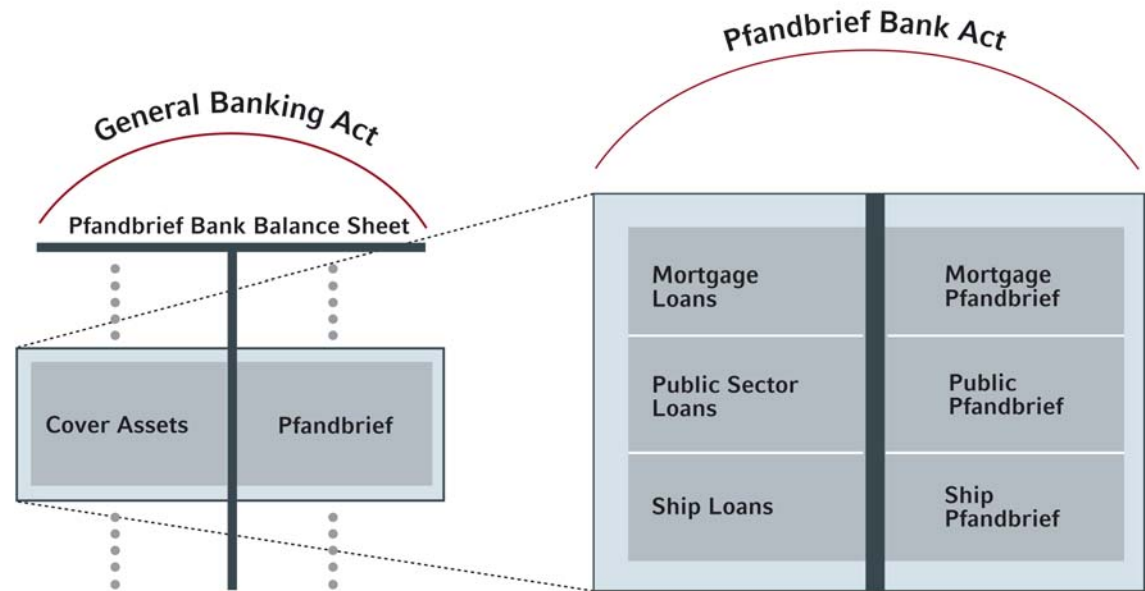 General Banking Act
Pfandbrief Bank Balance Sheet
Cover Assets
Pfandbrief
Pfandbrief Bank Act
Mortgage
Loans
Mortgage
Pfandbrief
Public Sector
Loans
Public
Pfandbrief
Ship Loans
Ship
Pfandbrief